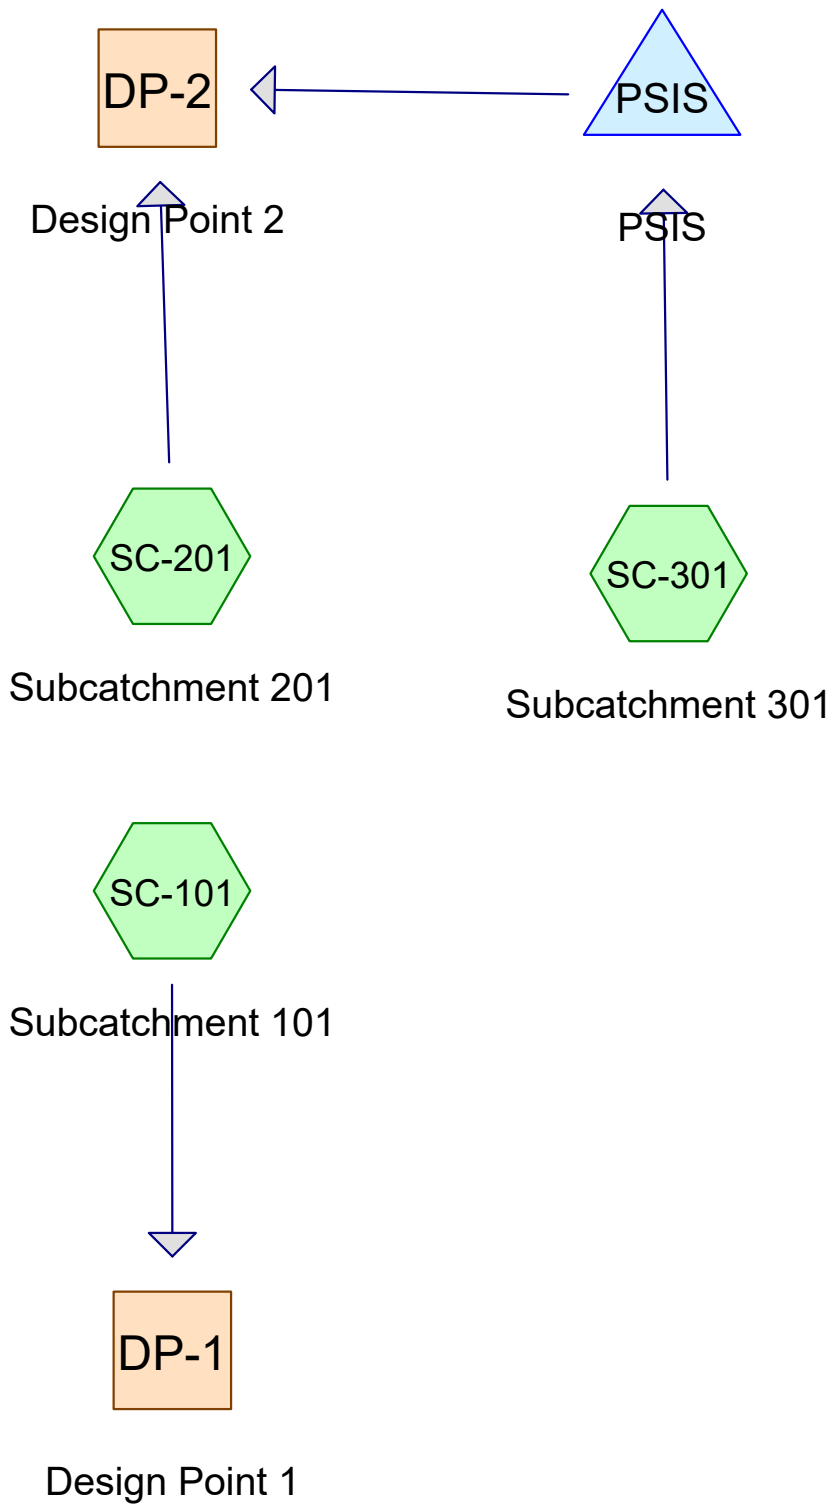 DP-2
PSIS
Design Point 2
PSIS
SC-201
SC-301
Subcatchment 201
Subcatchment 301
SC-101
Subcatchment 101
DP-1
Design Point 1